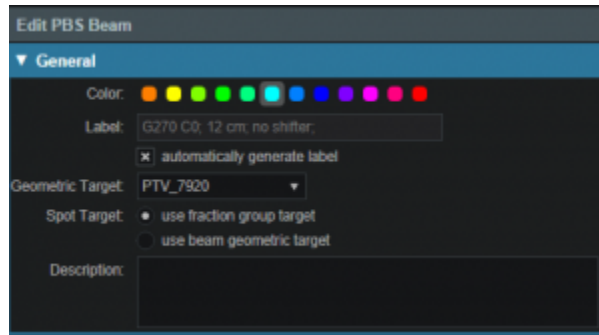 Edit PBS Beam
▼ General
Color:
Label: G270 C0; 12 cm; no shifter;
automatically generate label
Geometric Target: PTV_7920
Spot Target: use fraction group target
use beam geometric target
Description: